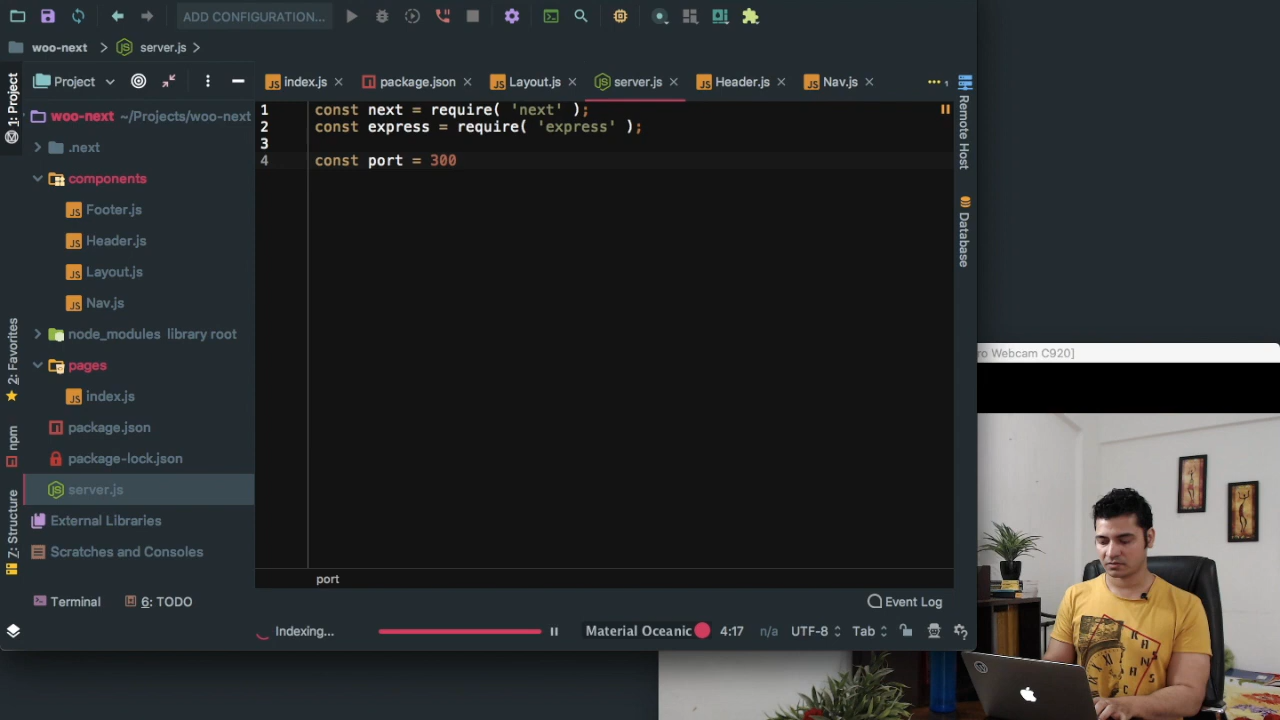 ADD CONFIGURATION...
woo-next
server.js
1: Project
Project
index.js
package.json
Layout.js
server.js
Header.js
Nav.js
1
woo-next ~/Projects/woo-next
.next
components
Footer.js
Header.js
Layout.js
Nav.js
node_modules library root
pages
index.js
package.json
package-lock.json
server.js
External Libraries
Scratches and Consoles
1 const next = require( 'next' );
2 const express = require( 'express' );
3
4 const port = 300
port
Remote Host
Database
2: Favorites
npm
Z: Structure
Terminal
6: TODO
Event Log
Indexing...
Material Oceanic
4:17
n/a
UTF-8
Tab
ro Webcam C920]